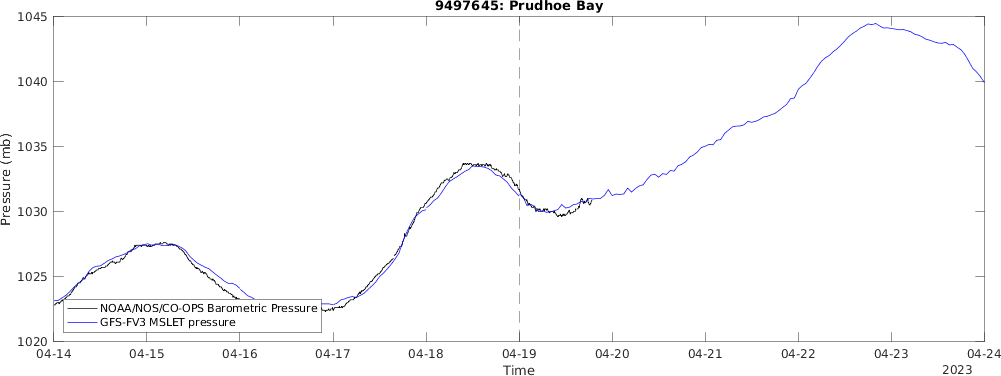 9497645: Prudhoe Bay
Pressure (mb)
1045
1040
1035
1030
1025
1020
NOAA/NOS/CO-OPS Barometric Pressure
GFS-FV3 MSLET pressure
04-14 04-15 04-16 04-17 04-18 04-19 04-20 04-21 04-22 04-23 04-24
Time
2023